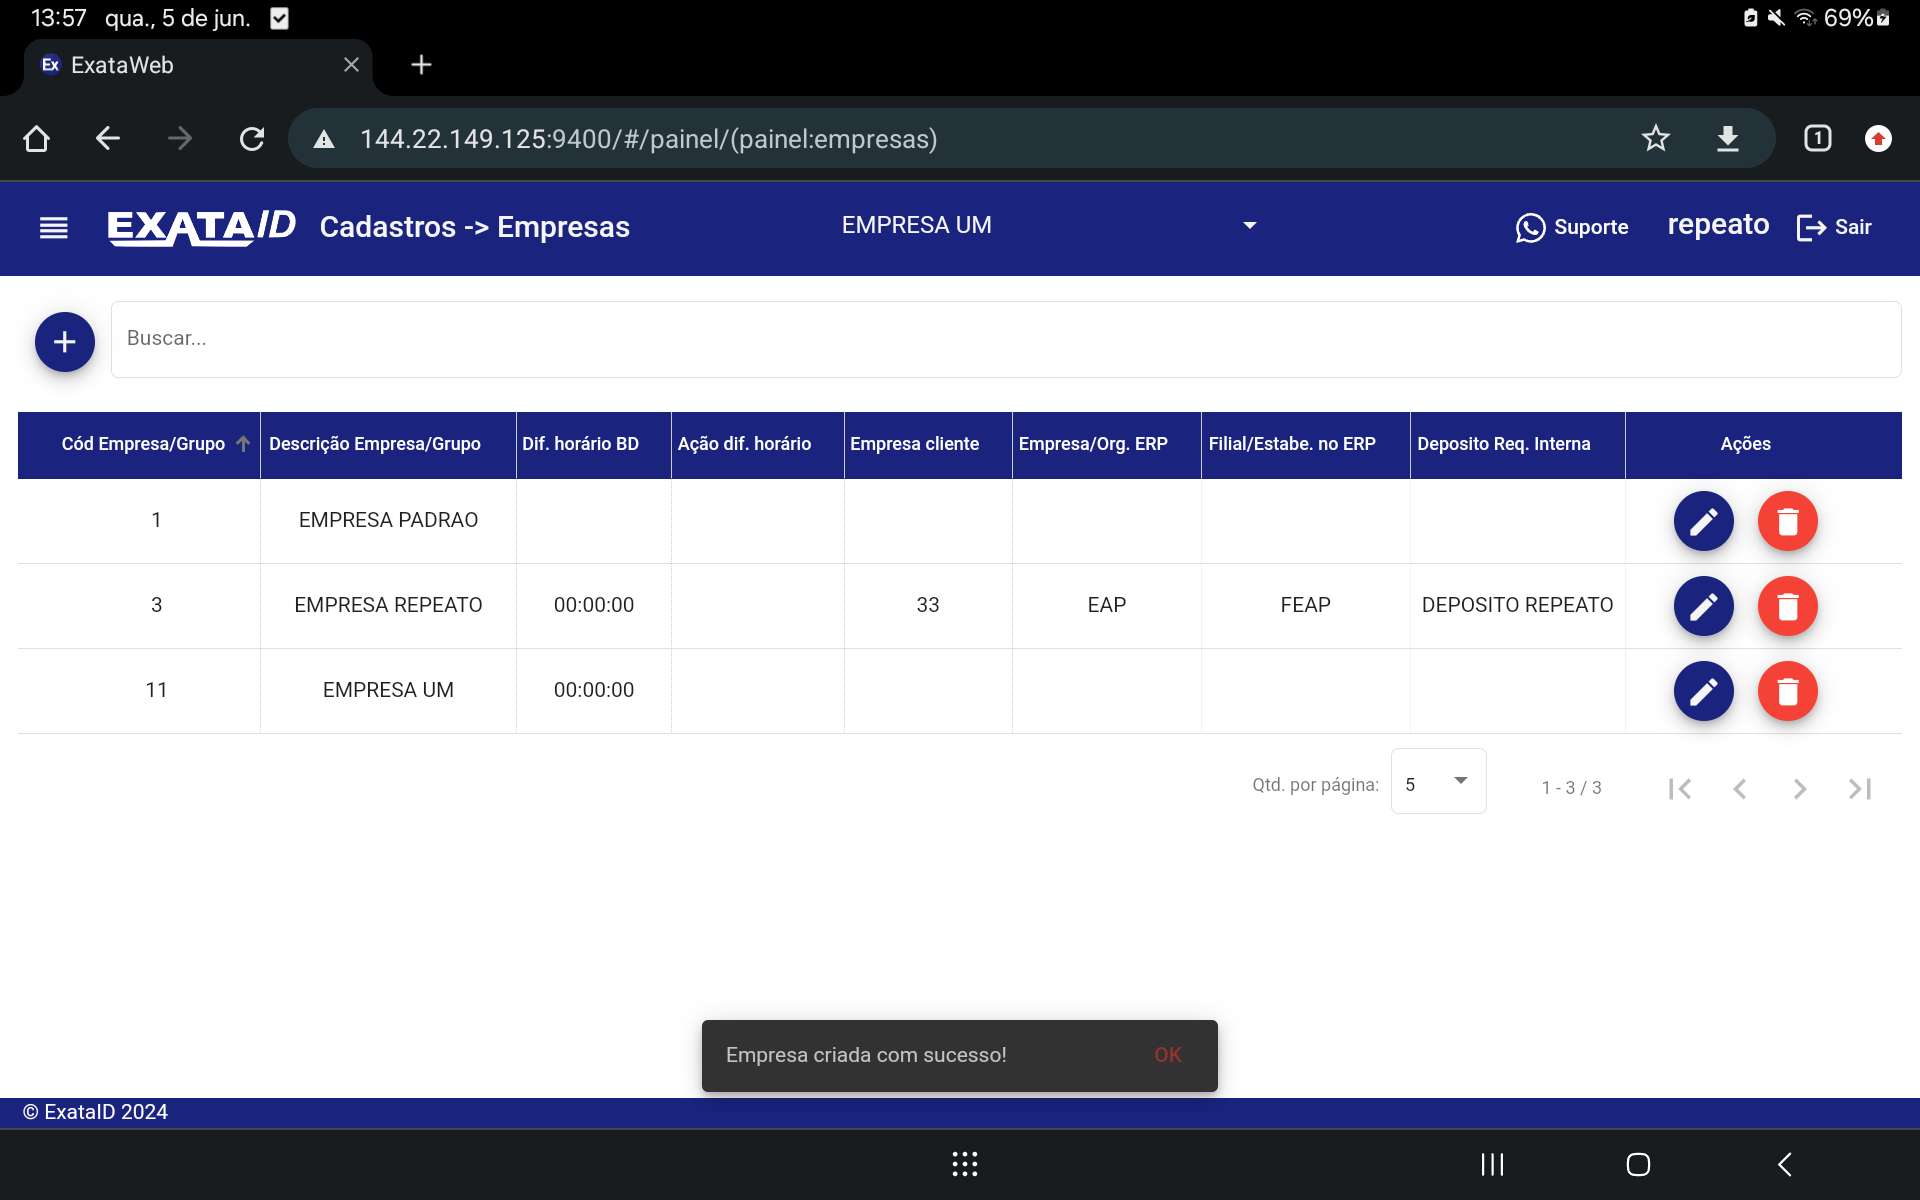 13:57 qua., 5 de jun. 69%
Ex ExataWeb
144.22.149.125:9400/#/painel/(painel:empresas) 1
EXATAID Cadastros -> Empresas EMPRESA UM Suporte repeato Sair
Buscar...
Cód Empresa/Grupo Descrição Empresa/Grupo Dif. horário BD Ação dif. horário Empresa cliente Empresa/Org. ERP Filial/Estabe. no ERP Deposito Req. Interna Ações
1 EMPRESA PADRAO
3 EMPRESA REPEATO 00:00:00 33 EAP FEAP DEPOSITO REPEATO
11 EMPRESA UM 00:00:00
Qtd. por página: 5 1 - 3 / 3
Empresa criada com sucesso! OK
© ExataID 2024